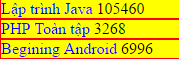 Lập trình Java 105460
PHP Toàn tập 3268
Begining Android 6996